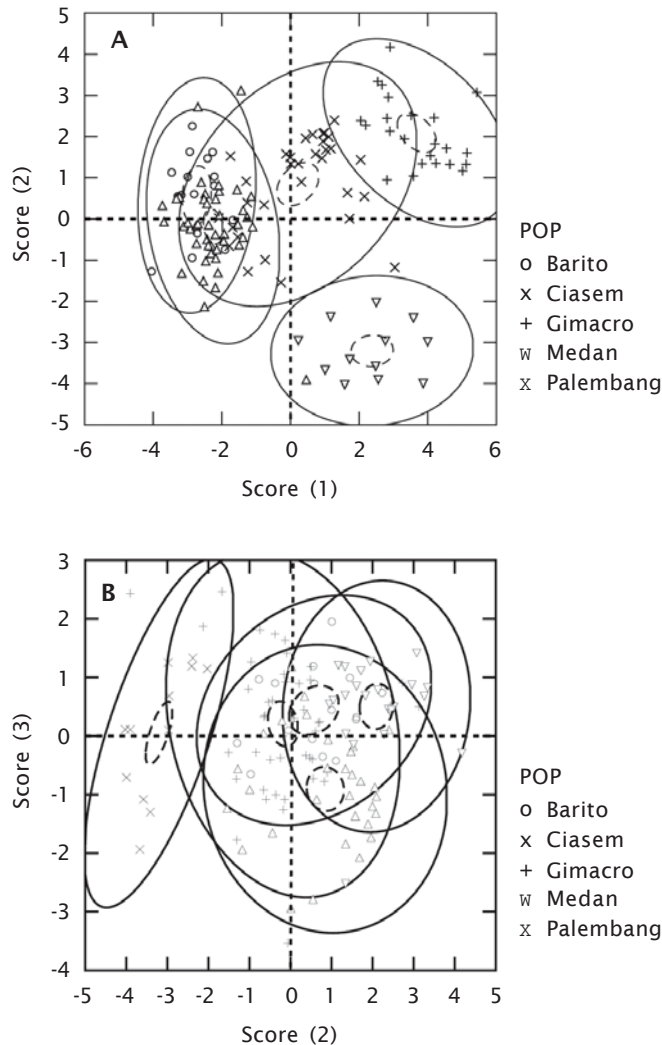 A
5
4
3
2
1
0
-1
-2
-3
-4
-5
-6 -4 -2 0 2 4 6
Score (2)
Score (1)
POP
o Barito
x Ciasem
+ Gimacro
W Medan
X Palembang
B
3
2
1
0
-1
-2
-3
-4
-5 -4 -3 -2 -1 0 1 2 3 4 5
Score (3)
Score (2)
POP
o Barito
x Ciasem
+ Gimacro
W Medan
X Palembang